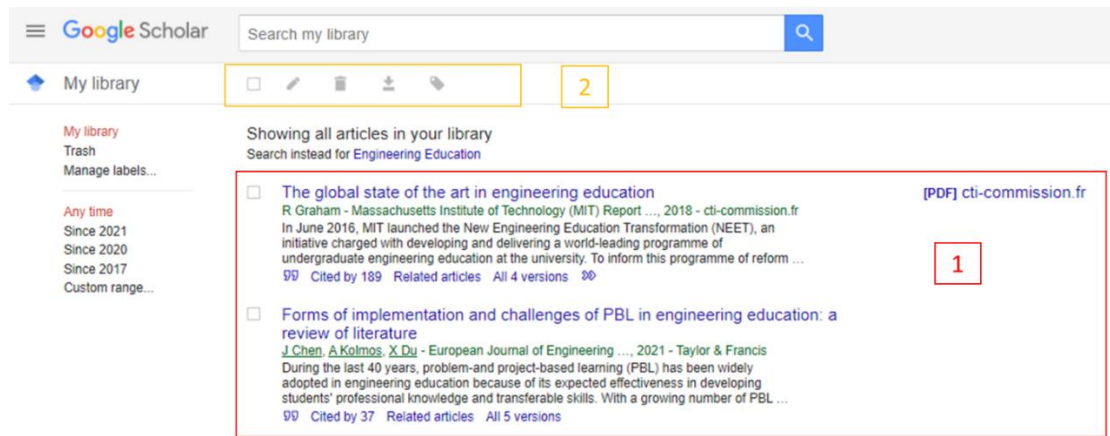 Google Scholar
Search my library
My library
2
My library
Trash
Manage labels...
Any time
Since 2021
Since 2020
Since 2017
Custom range...
Showing all articles in your library
Search instead for Engineering Education
The global state of the art in engineering education
[PDF] cti-commission.fr
R Graham - Massachusetts Institute of Technology (MIT) Report ..., 2018 - cti-commission.fr
In June 2016, MIT launched the New Engineering Education Transformation (NEET), an
initiative charged with developing and delivering a world-leading programme of
undergraduate engineering education at the university. To inform this programme of reform ...
Cited by 189 Related articles All 4 versions
1
Forms of implementation and challenges of PBL in engineering education: a
review of literature
J Chen, A Kolmos, X Du - European Journal of Engineering ..., 2021 - Taylor & Francis
During the last 40 years, problem-and project-based learning (PBL) has been widely
adopted in engineering education because of its expected effectiveness in developing
students' professional knowledge and transferable skills. With a growing number of PBL ...
Cited by 37 Related articles All 5 versions